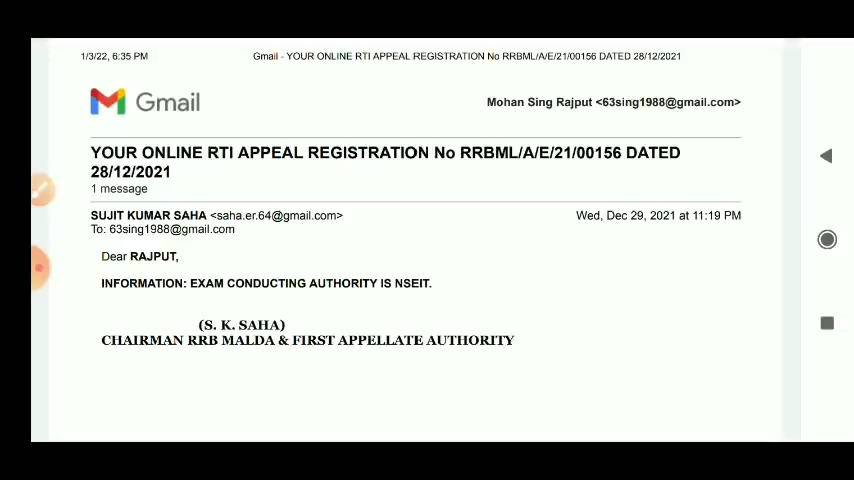 1/3/22, 6:35 PM Gmail - YOUR ONLINE RTI APPEAL REGISTRATION No RRBML/A/E/21/00156 DATED 28/12/2021
Gmail Mohan Sing Rajput <63sing1988@gmail.com>
YOUR ONLINE RTI APPEAL REGISTRATION No RRBML/A/E/21/00156 DATED
28/12/2021
1 message
SUJIT KUMAR SAHA <saha.er.64@gmail.com> Wed, Dec 29, 2021 at 11:19 PM
To: 63sing1988@gmail.com
Dear RAJPUT,
INFORMATION: EXAM CONDUCTING AUTHORITY IS NSEIT.
(S. K. SAHA)
CHAIRMAN RRB MALDA & FIRST APPELLATE AUTHORITY